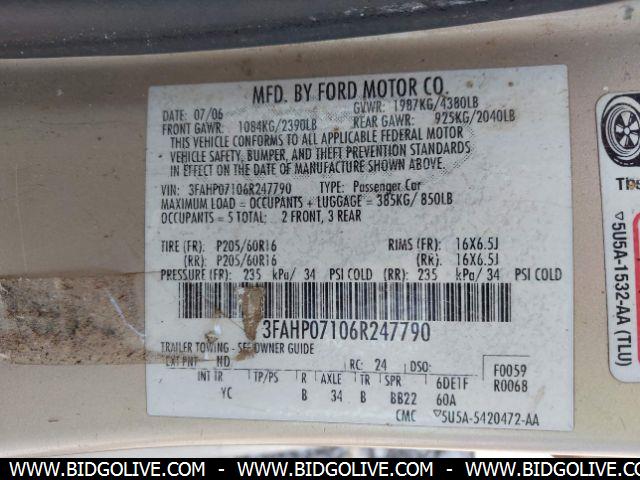 MFD. BY FORD MOTOR CO.
DATE: 07/06 GVWR: 1987KG/4380LB
FRONT GAWR: 1084KG/2390LB REAR GAWR: 925KG/2040LB
THIS VEHICLE CONFORMS TO ALL APPLICABLE FEDERAL MOTOR
VEHICLE SAFETY, BUMPER, AND THEFT PREVENTION STANDARDS
IN EFFECT ON THE DATE OF MANUFACTURE SHOWN ABOVE.
VIN: 3FAHP07106R247790 TYPE: Passenger Car
MAXIMUM LOAD = OCCUPANTS + LUGGAGE = 385KG/ 850LB
OCCUPANTS = 5 TOTAL: 2 FRONT, 3 REAR
TIRE (FR): P205/60R16 RIMS (FR): 16X6.5J
(RR): P205/60R16 (RR): 16X6.5J
PRESSURE (FR): 235 kPa/ 34 PSI COLD (RR): 235 kPa/ 34 PSI COLD
3FAHP07106R247790
TRAILER TOWING - SEE OWNER GUIDE
EXT PNT: ND RC: 24 DSO: F0059
INT TR TP/PS R AXLE TR SPR 6DE1F R0068
YC B 34 B BB22 60A
CMC ▽5U5A-5420472-AA
▽5U5A-1532-AA (TLU)
WWW.BIDGOLIVE.COM - WWW.BIDGOLIVE.COM - WWW.BIDGOLIVE.COM